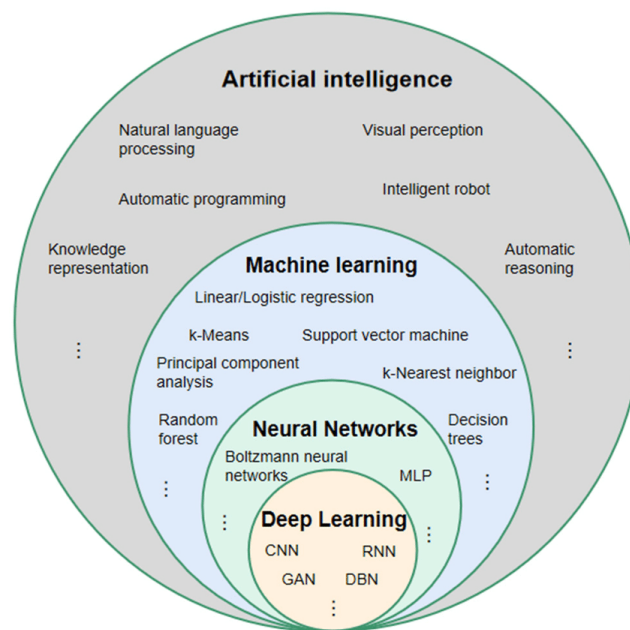 Artificial intelligence
Natural language
processing
Visual perception
Automatic programming
Intelligent robot
Knowledge
representation
Automatic
reasoning
⋮
⋮
Machine learning
Linear/Logistic regression
k-Means
Support vector machine
Principal component
analysis
k-Nearest neighbor
Random
forest
Decision
trees
⋮
⋮
Neural Networks
Boltzmann neural
networks
MLP
⋮
⋮
Deep Learning
CNN
RNN
GAN
DBN
⋮